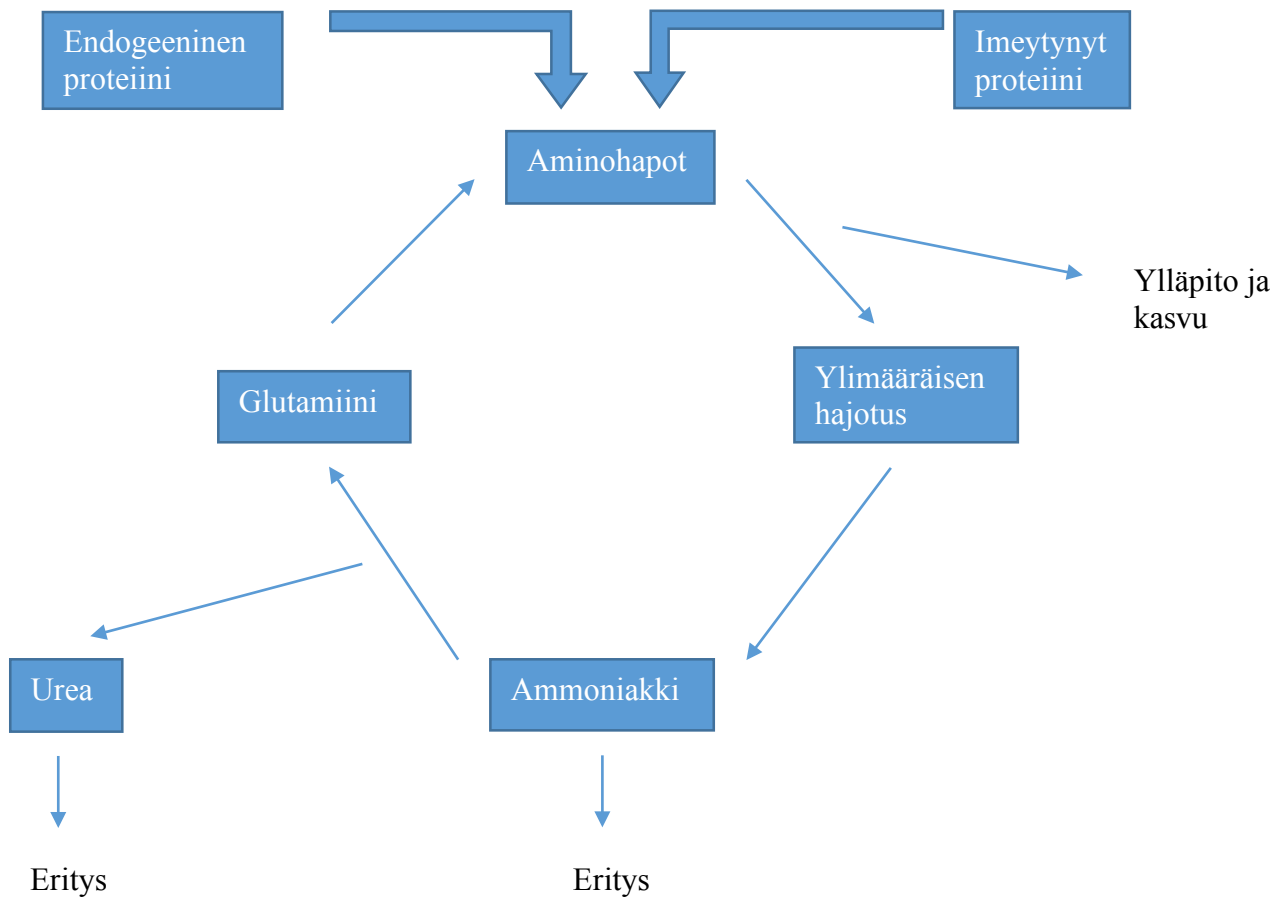 Endogeeninen
proteiini
Imeytynyt
proteiini
Aminohapot
Ylläpito ja
kasvu
Glutamiini
Ylimääräisen
hajotus
Urea
Ammoniakki
Eritys
Eritys